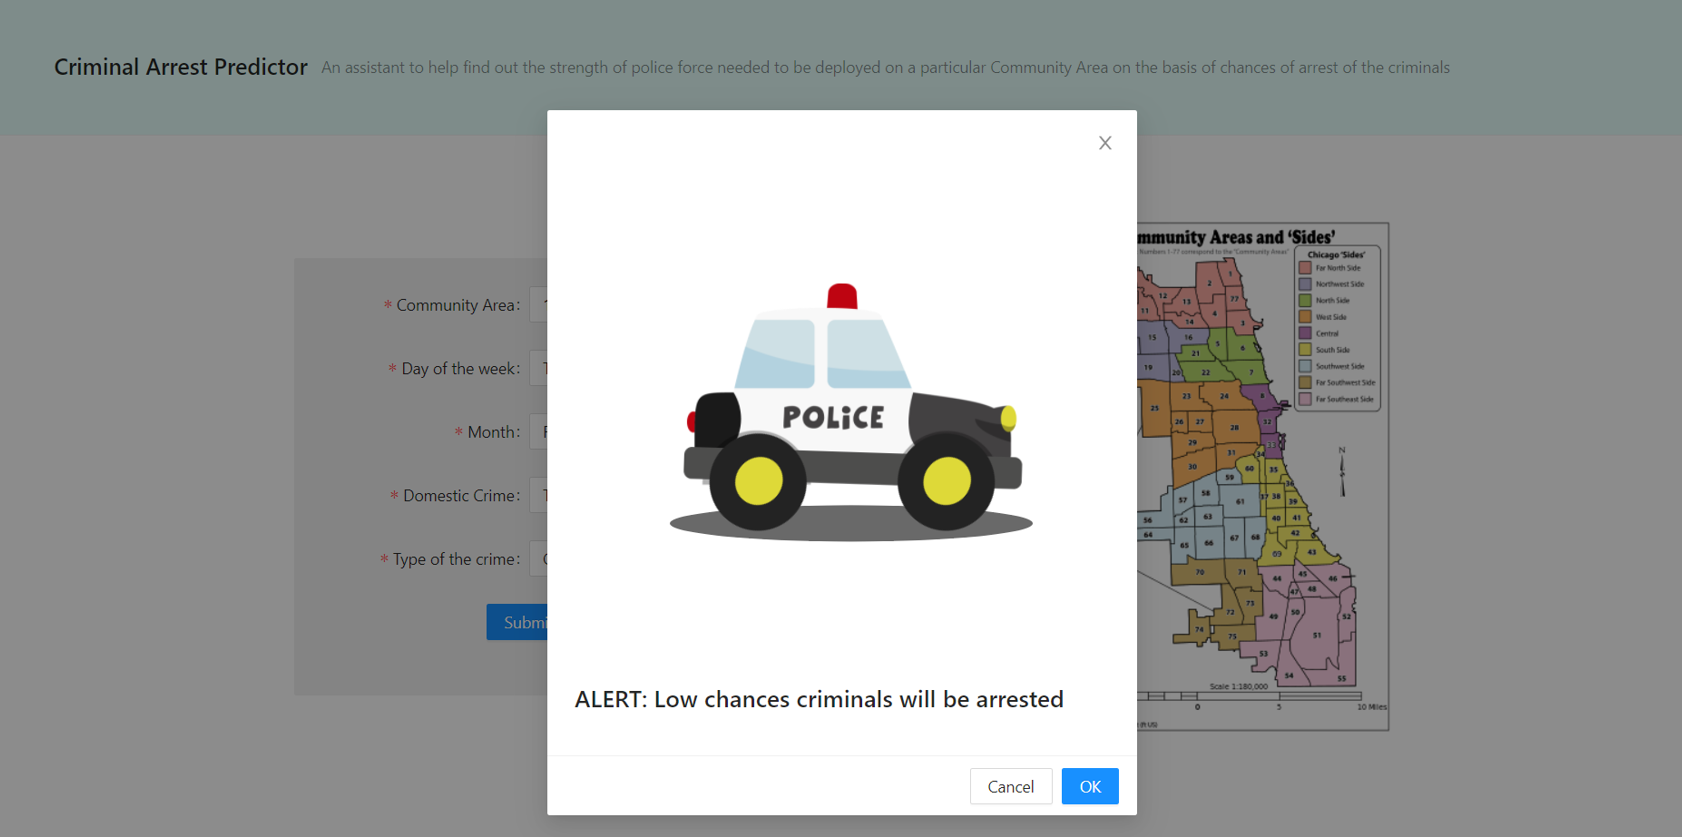 Criminal Arrest Predictor An assistant to help find out the strength of police force needed to be deployed on a particular Community Area on the basis of chances of arrest of the criminals
X
* Community Area:
* Day of the week:
* Month:
* Domestic Crime:
* Type of the crime:
Submi
POLiCE
ALERT: Low chances criminals will be arrested
Cancel
OK
mmunity Areas and 'Sides'
Numbers 1-77 correspond to the "Community Areas"
Chicago 'Sides'
Far North Side
Northwest Side
North Side
West Side
Central
South Side
Southwest Side
Far Southwest Side
Far Southeast Side
1
2
12
13
77
11
4
14
3
15
16
5
6
21
19
20
22
7
23
24
8
25
26
27
28
32
29
33
31
34
30
60
35
59
36
57
58
61
37
38
39
56
62
63
40
41
64
65
66
67
68
42
69
43
70
71
44
45
46
47
48
72
73
49
50
52
74
75
51
53
54
55
N
Scale 1:180,000
0
5
10 Miles